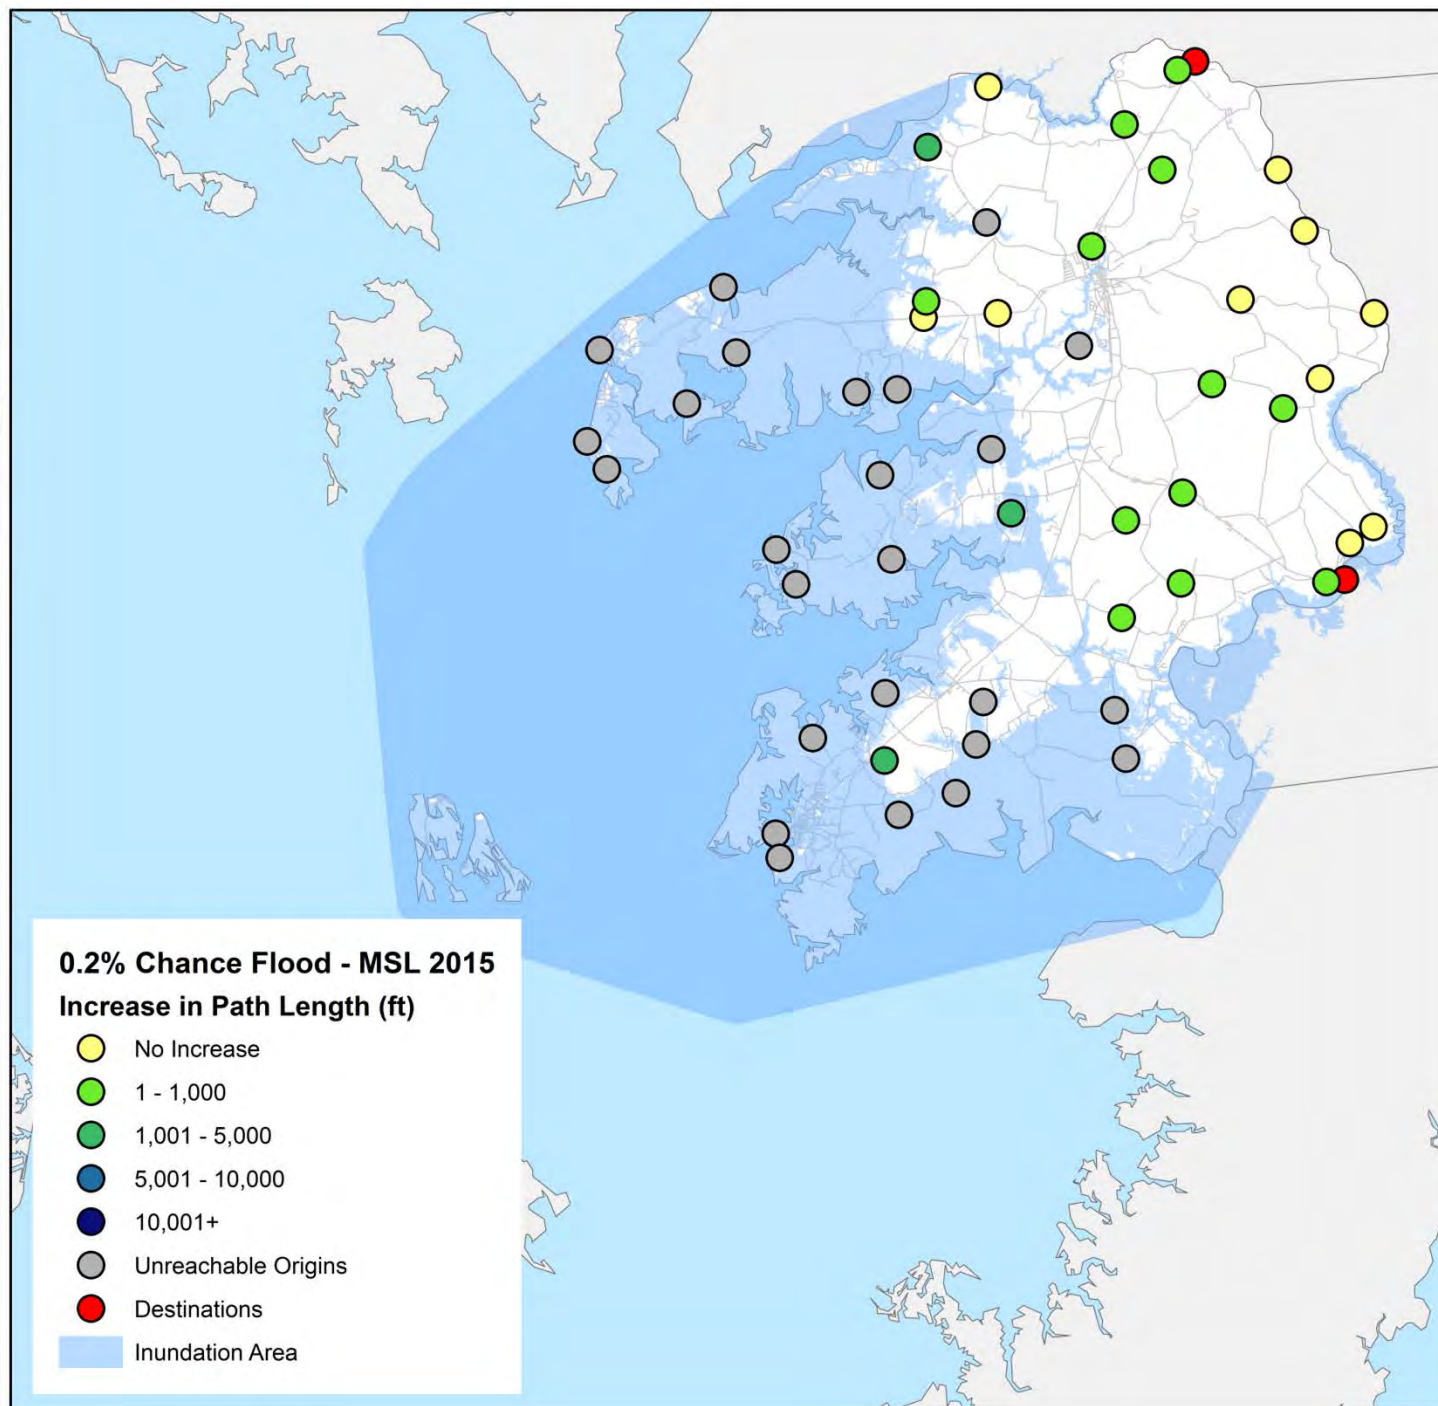 0.2% Chance Flood - MSL 2015
Increase in Path Length (ft)
No Increase
1 - 1,000
1,001 - 5,000
5,001 - 10,000
10,001+
Unreachable Origins
Destinations
Inundation Area